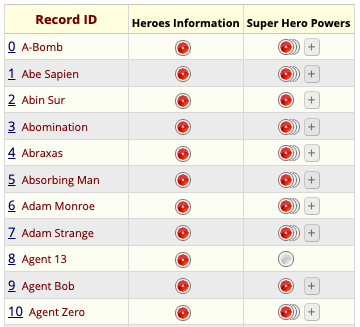 Record ID Heroes Information Super Hero Powers
0 A-Bomb +
1 Abe Sapien +
2 Abin Sur +
3 Abomination +
4 Abraxas +
5 Absorbing Man +
6 Adam Monroe +
7 Adam Strange +
8 Agent 13
9 Agent Bob +
10 Agent Zero +